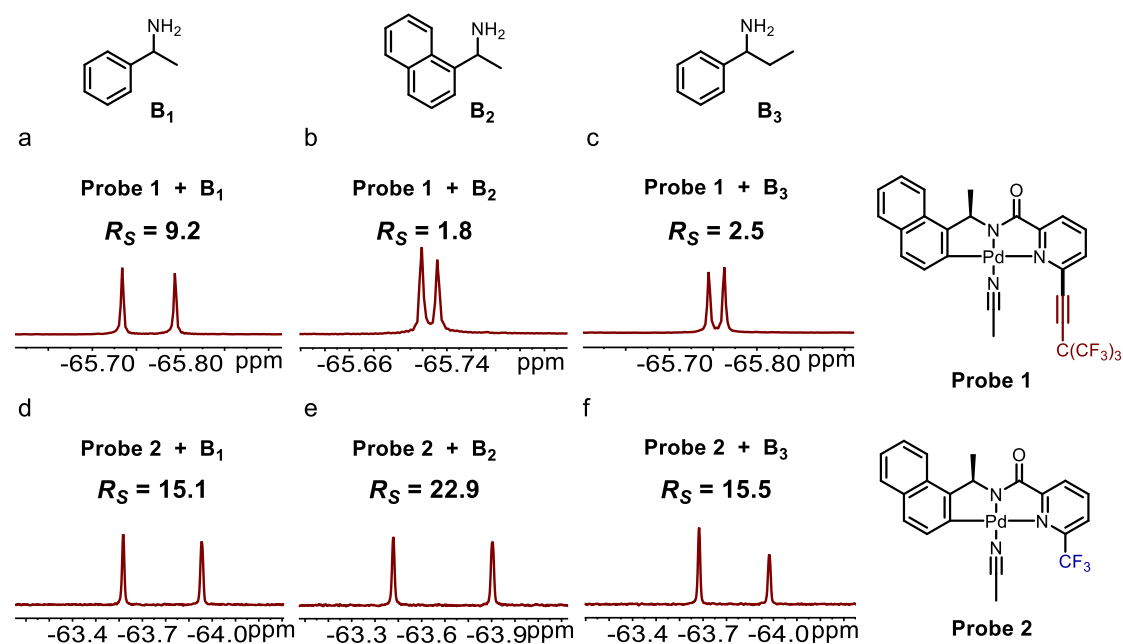 NH₂
NH₂
NH₂
B₁
B₂
B₃
a
b
c
Probe 1 + B₁
Rₛ = 9.2
Probe 1 + B₂
Rₛ = 1.8
Probe 1 + B₃
Rₛ = 2.5
-65.70 -65.80 ppm
-65.66 -65.74 ppm
-65.70 -65.80 ppm
O
N
Pd
N
N
C(CF₃)₃
Probe 1
d
e
f
Probe 2 + B₁
Rₛ = 15.1
Probe 2 + B₂
Rₛ = 22.9
Probe 2 + B₃
Rₛ = 15.5
-63.4 -63.7 -64.0 ppm
-63.3 -63.6 -63.9 ppm
-63.4 -63.7 -64.0 ppm
O
N
Pd
N
N
CF₃
Probe 2